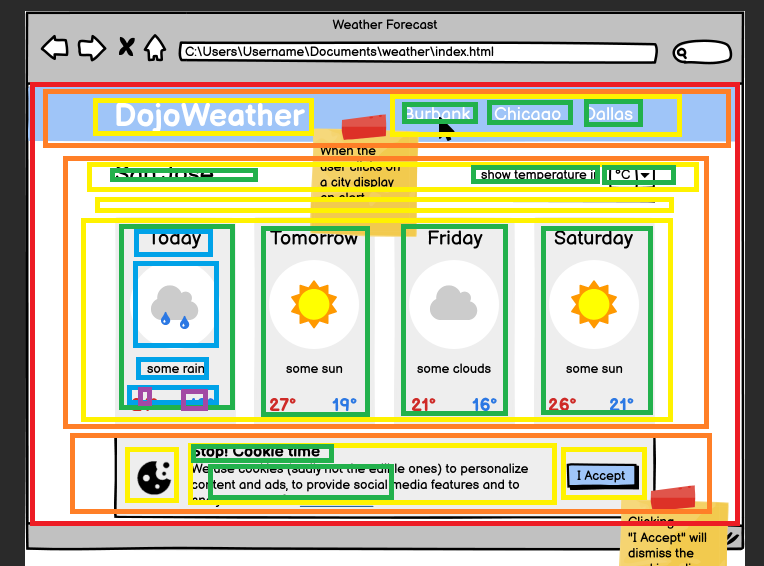 Weather Forecast
C:\Users\Username\Documents\weather\index.html
DojoWeather
Burbank Chicago Dallas
When the
user clicks on
a city display
an alert
San Jose
show temperature in °C
Today Tomorrow Friday Saturday
some rain some sun some clouds some sun
27° 19° 21° 16° 26° 21°
Stop! Cookie time
We use cookies (sadly not the edible ones) to personalize
content and ads, to provide social media features and to
I Accept
Clicking
"I Accept" will
dismiss the